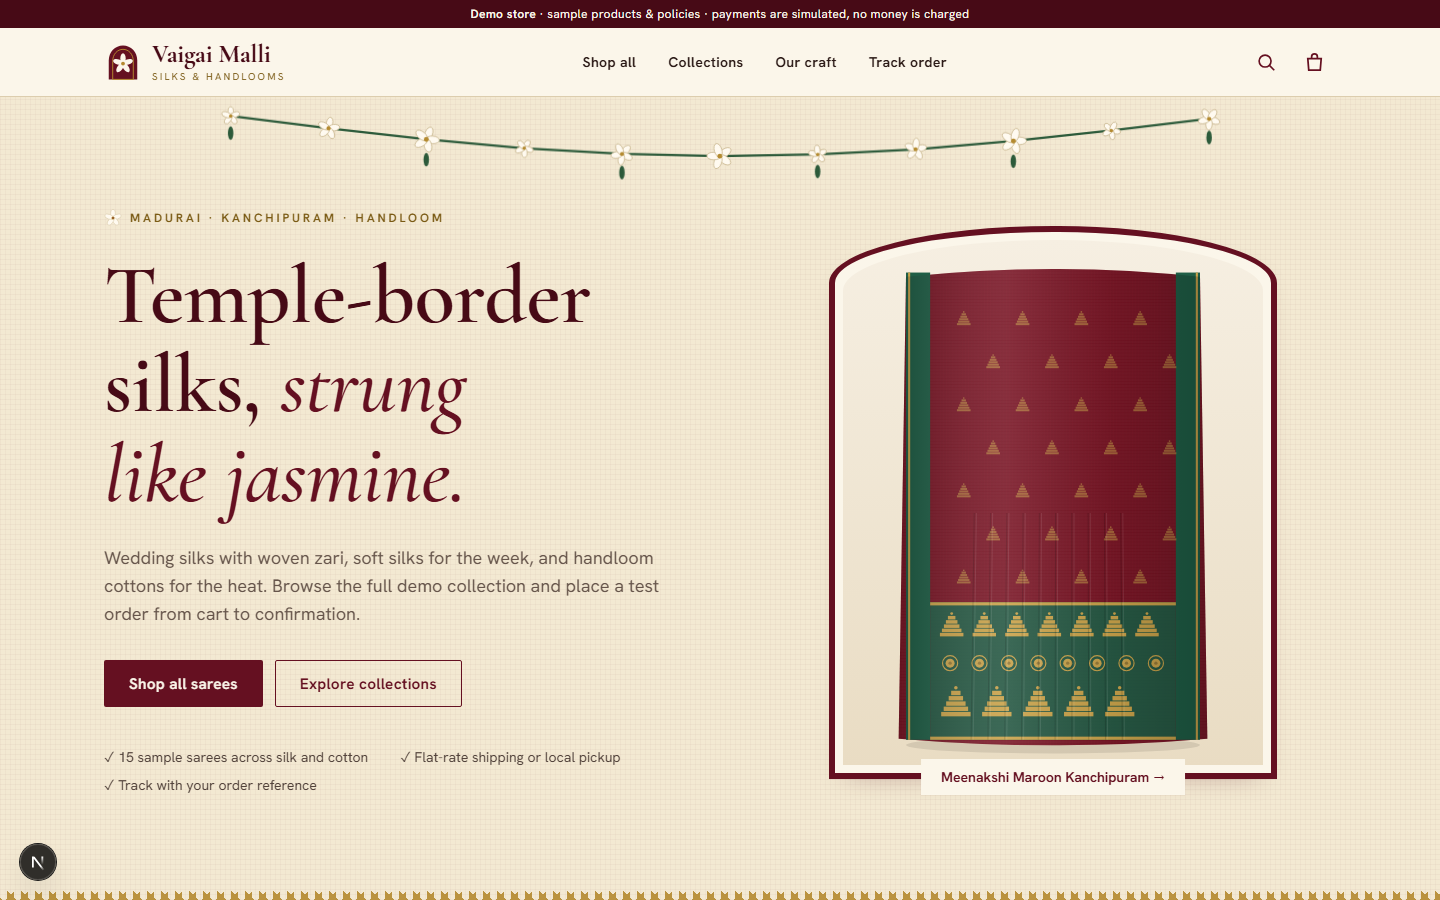 Demo store · sample products & policies · payments are simulated, no money is charged
Vaigai Malli
SILKS & HANDLOOMS
Shop all
Collections
Our craft
Track order
MADURAI · KANCHIPURAM · HANDLOOM
Temple-border
silks, strung
like jasmine.
Wedding silks with woven zari, soft silks for the week, and handloom
cottons for the heat. Browse the full demo collection and place a test
order from cart to confirmation.
Shop all sarees
Explore collections
✓ 15 sample sarees across silk and cotton
✓ Flat-rate shipping or local pickup
✓ Track with your order reference
Meenakshi Maroon Kanchipuram →
N